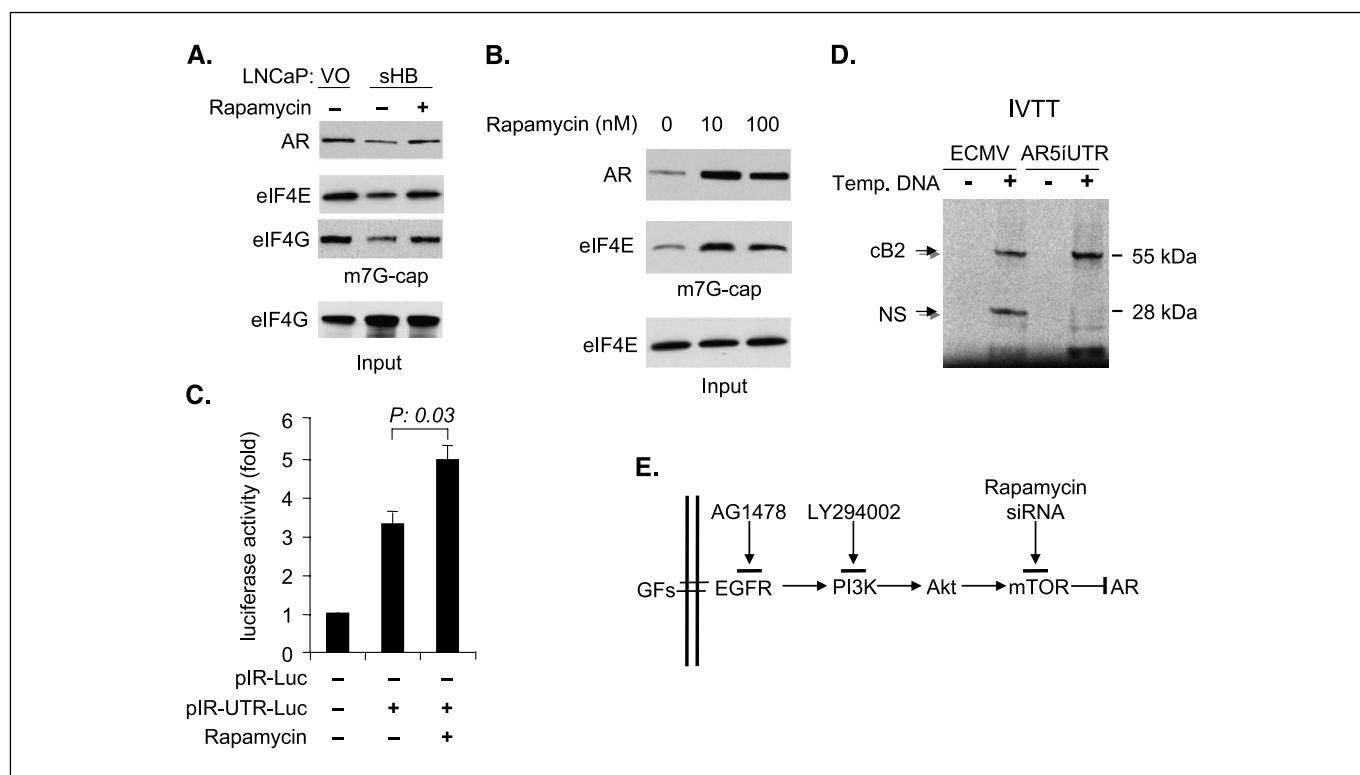 A.
LNCaP: VO sHB
Rapamycin – – +
AR
eIF4E
eIF4G
m7G-cap
eIF4G
Input
B.
Rapamycin (nM) 0 10 100
AR
eIF4E
m7G-cap
eIF4E
Input
C.
P: 0.03
luciferase activity (fold)
6
5
4
3
2
1
0
pIR-Luc – – –
pIR-UTR-Luc – + +
Rapamycin – – +
D.
IVTT
ECMV AR5iUTR
Temp. DNA - + - +
cB2
NS
– 55 kDa
– 28 kDa
E.
Rapamycin
AG1478 LY294002 siRNA
GFs EGFR PI3K Akt mTOR AR